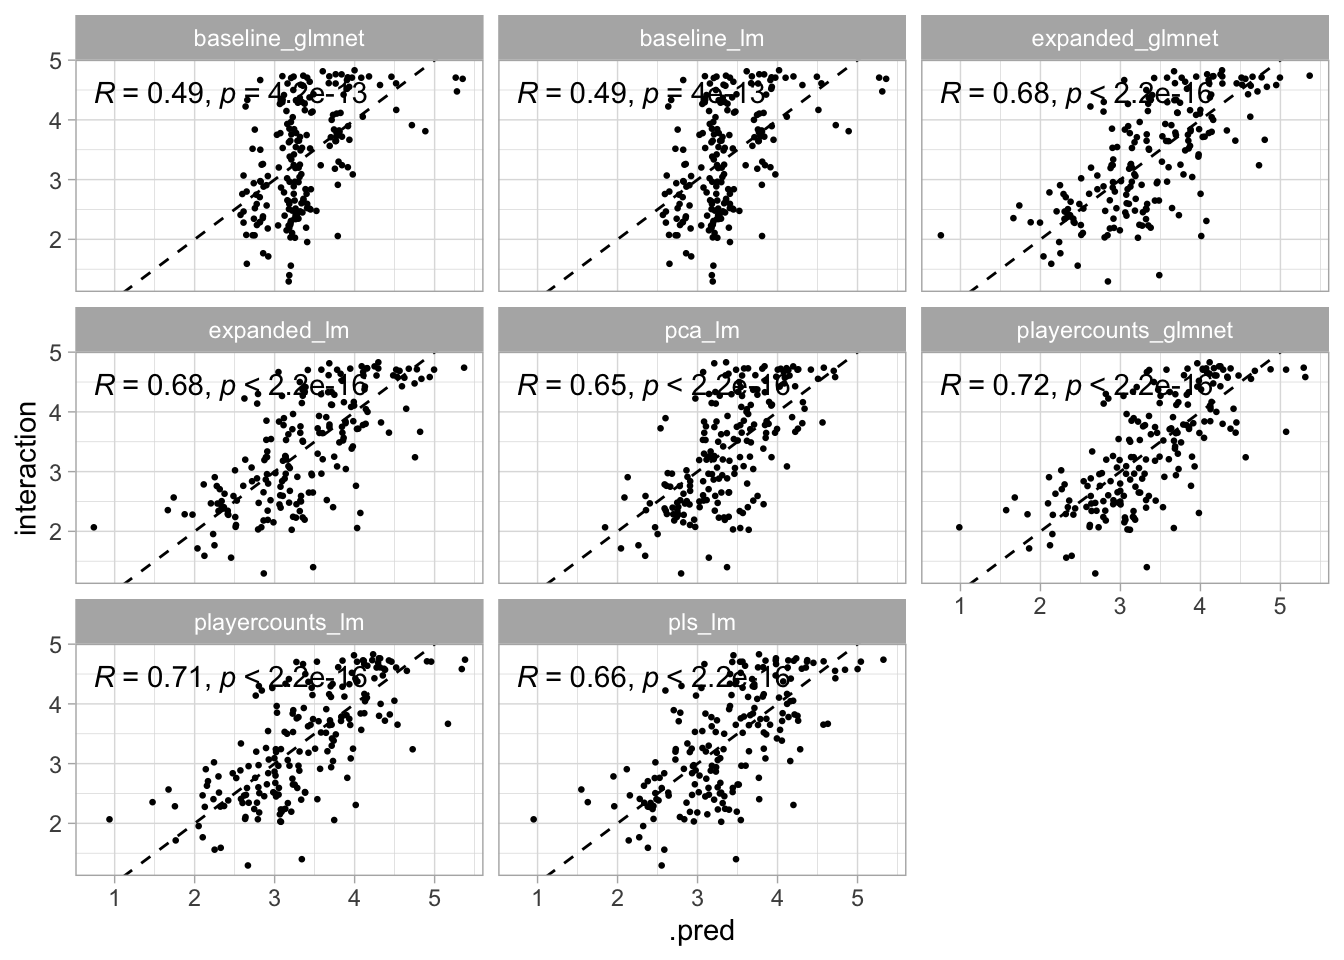 baseline_glmnet baseline_lm expanded_glmnet
5
4
3
2
R = 0.49, p = 4.2e-13 R = 0.49, p = 4e-13 R = 0.68, p < 2.2e-16
expanded_lm pca_lm playercounts_glmnet
5
4
3
2
R = 0.68, p < 2.2e-16 R = 0.65, p < 2.2e-16 R = 0.72, p < 2.2e-16
interaction
1 2 3 4 5
playercounts_lm pls_lm
5
4
3
2
R = 0.71, p < 2.2e-16 R = 0.66, p < 2.2e-16
1 2 3 4 5 1 2 3 4 5
.pred